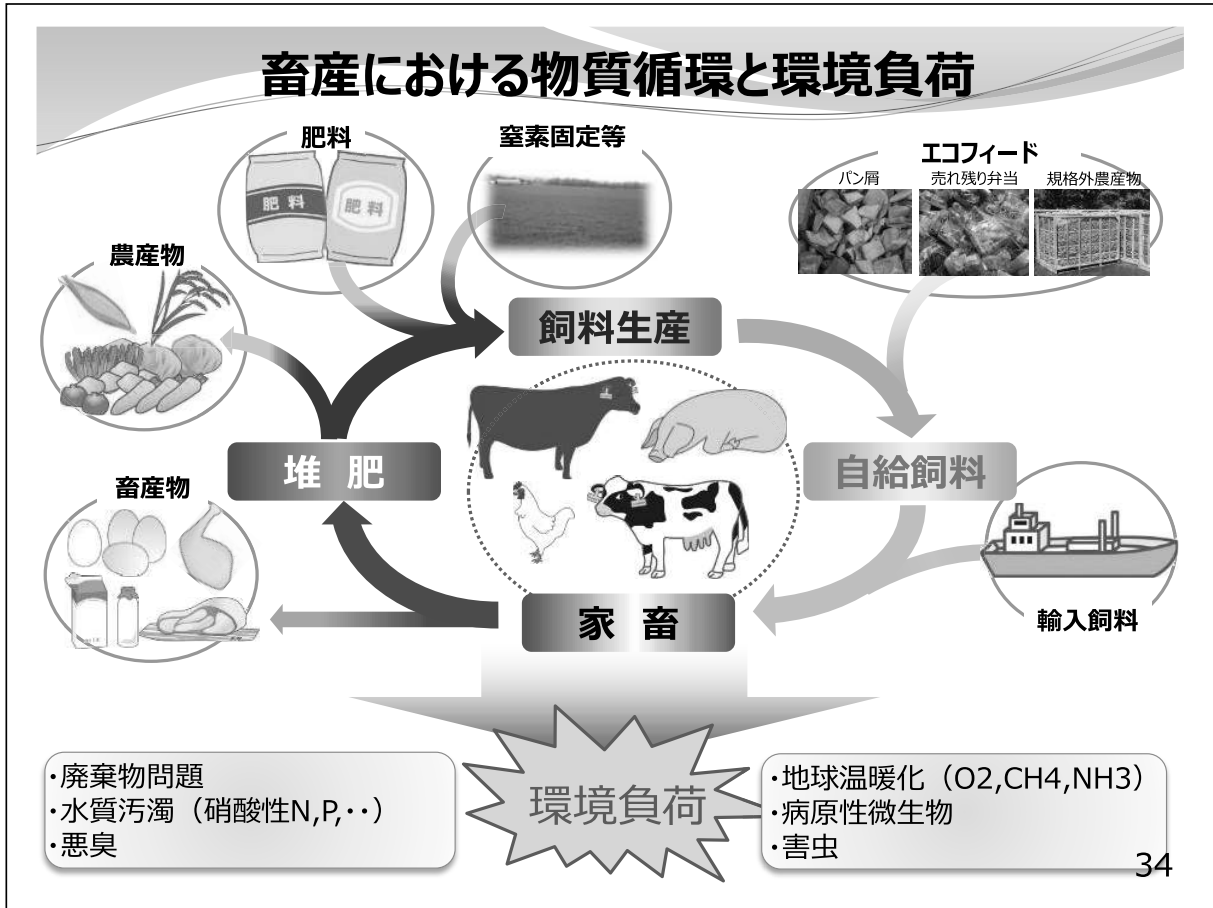 畜産における物質循環と環境負荷
肥料
肥料
肥料
窒素固定等
エコフィード
パン屑
売れ残り弁当
規格外農産物
農産物
飼料生産
堆 肥
自給飼料
畜産物
家 畜
輸入飼料
環境負荷
・廃棄物問題
・水質汚濁（硝酸性N,P,・・）
・悪臭
・地球温暖化（O2,CH4,NH3）
・病原性微生物
・害虫
34